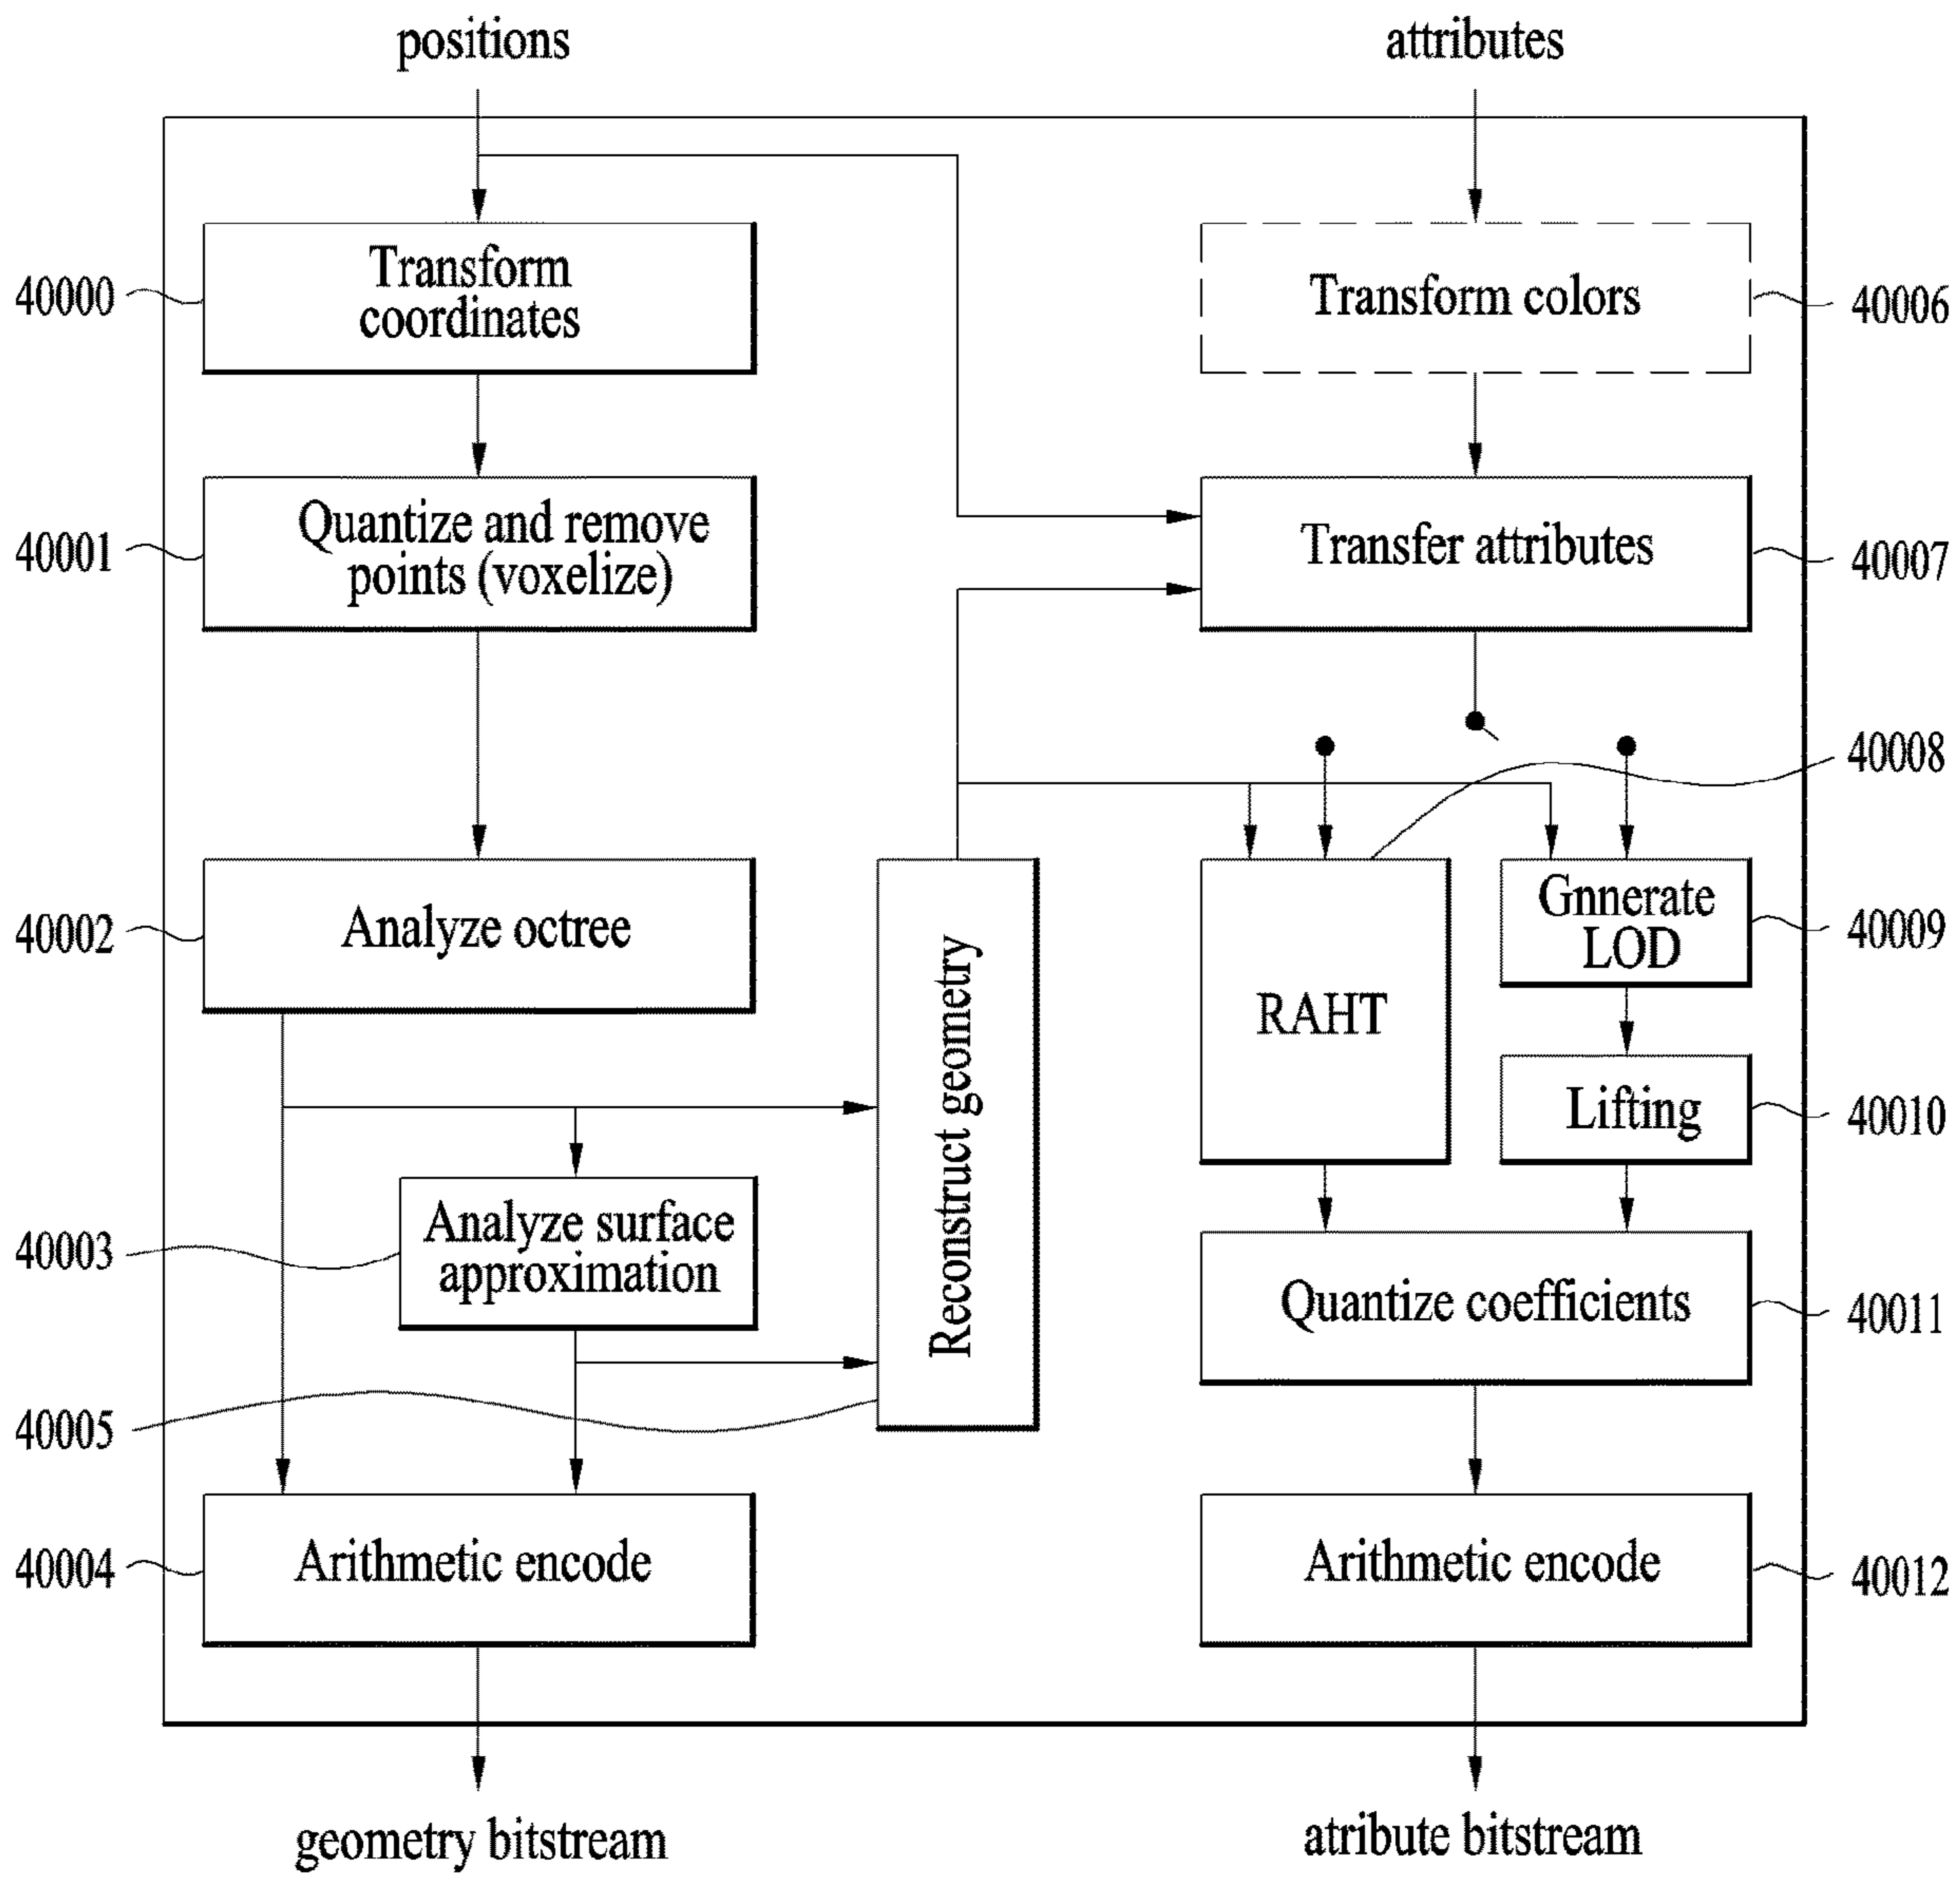 positions
attributes
Transform
coordinates
40000
Transform colors
40006
Quantize and remove
points (voxelize)
40001
Transfer attributes
40007
40008
Analyze octree
40002
Reconstruct geometry
RAHT
Gnnerate
LOD
40009
Lifting
40010
Analyze surface
approximation
40003
Quantize coefficients
40011
40005
Arithmetic encode
40004
Arithmetic encode
40012
geometry bitstream
atribute bitstream